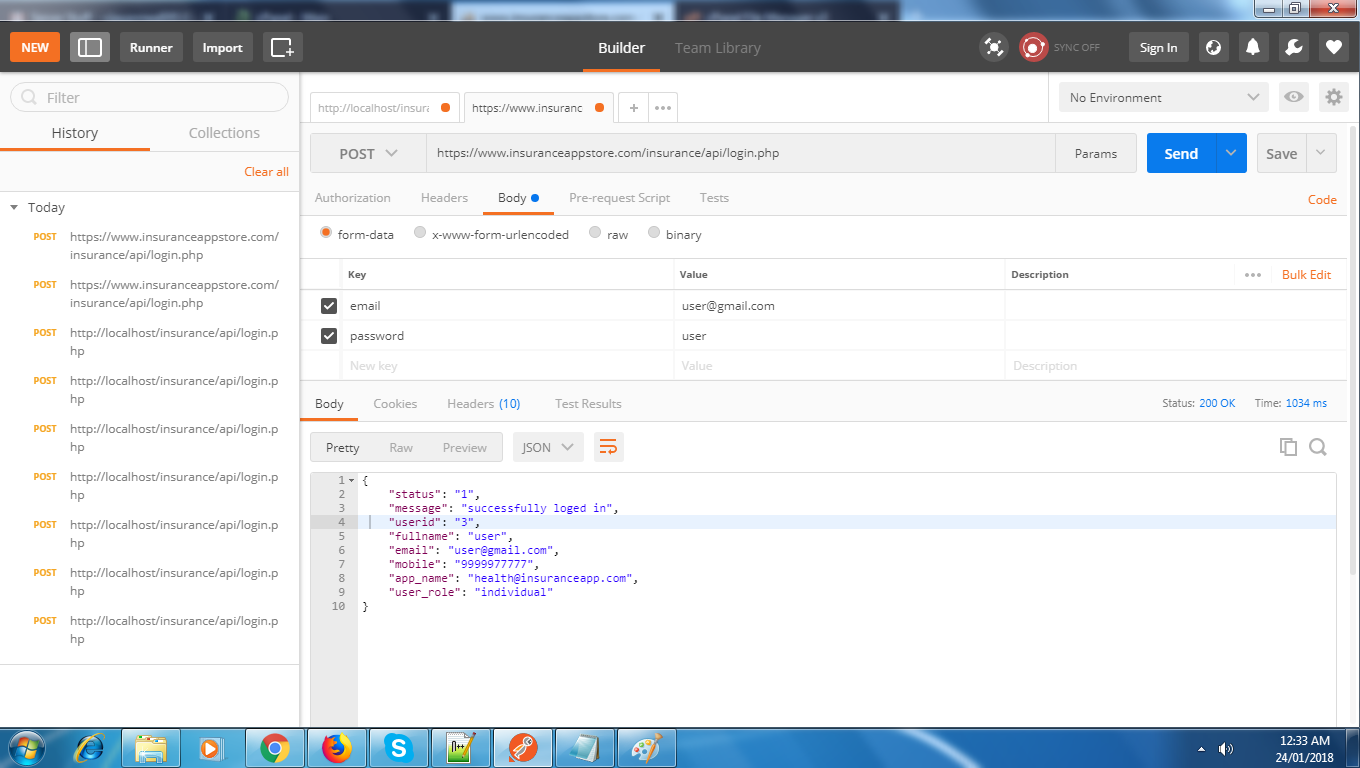 NEW
Runner
Import
Builder
Team Library
SYNC OFF
Sign In
Filter
History
Collections
Clear all
Today
POST
https://www.insuranceappstore.com/
insurance/api/login.php
POST
https://www.insuranceappstore.com/
insurance/api/login.php
POST
http://localhost/insurance/api/login.p
hp
POST
http://localhost/insurance/api/login.p
hp
POST
http://localhost/insurance/api/login.p
hp
POST
http://localhost/insurance/api/login.p
hp
POST
http://localhost/insurance/api/login.p
hp
POST
http://localhost/insurance/api/login.p
hp
POST
http://localhost/insurance/api/login.p
hp
http://localhost/insura
https://www.insuranc
No Environment
POST
https://www.insuranceappstore.com/insurance/api/login.php
Params
Send
Save
Authorization
Headers
Body
Pre-request Script
Tests
Code
form-data
x-www-form-urlencoded
raw
binary
Key
Value
Description
Bulk Edit
email
user@gmail.com
password
user
New key
Value
Description
Body
Cookies
Headers (10)
Test Results
Status: 200 OK
Time: 1034 ms
Pretty
Raw
Preview
JSON
1 {
2 "status": "1",
3 "message": "successfully loged in",
4 "userid": "3",
5 "fullname": "user",
6 "email": "user@gmail.com",
7 "mobile": "9999977777",
8 "app_name": "health@insuranceapp.com",
9 "user_role": "individual"
10 }
12:33 AM
24/01/2018